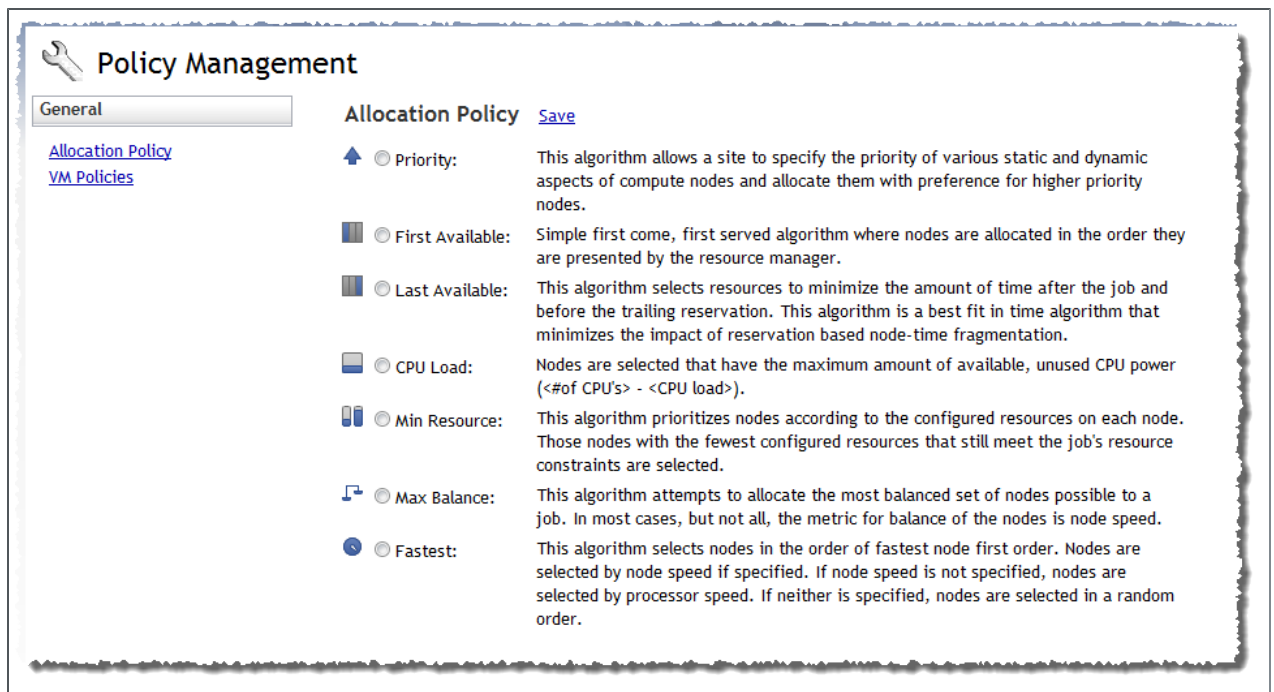 Policy Management
General
Allocation Policy
VM Policies
Allocation Policy Save
Priority: This algorithm allows a site to specify the priority of various static and dynamic
aspects of compute nodes and allocate them with preference for higher priority
nodes.
First Available: Simple first come, first served algorithm where nodes are allocated in the order they
are presented by the resource manager.
Last Available: This algorithm selects resources to minimize the amount of time after the job and
before the trailing reservation. This algorithm is a best fit in time algorithm that
minimizes the impact of reservation based node-time fragmentation.
CPU Load: Nodes are selected that have the maximum amount of available, unused CPU power
(<#of CPU's> - <CPU load>).
Min Resource: This algorithm prioritizes nodes according to the configured resources on each node.
Those nodes with the fewest configured resources that still meet the job's resource
constraints are selected.
Max Balance: This algorithm attempts to allocate the most balanced set of nodes possible to a
job. In most cases, but not all, the metric for balance of the nodes is node speed.
Fastest: This algorithm selects nodes in the order of fastest node first order. Nodes are
selected by node speed if specified. If node speed is not specified, nodes are
selected by processor speed. If neither is specified, nodes are selected in a random
order.